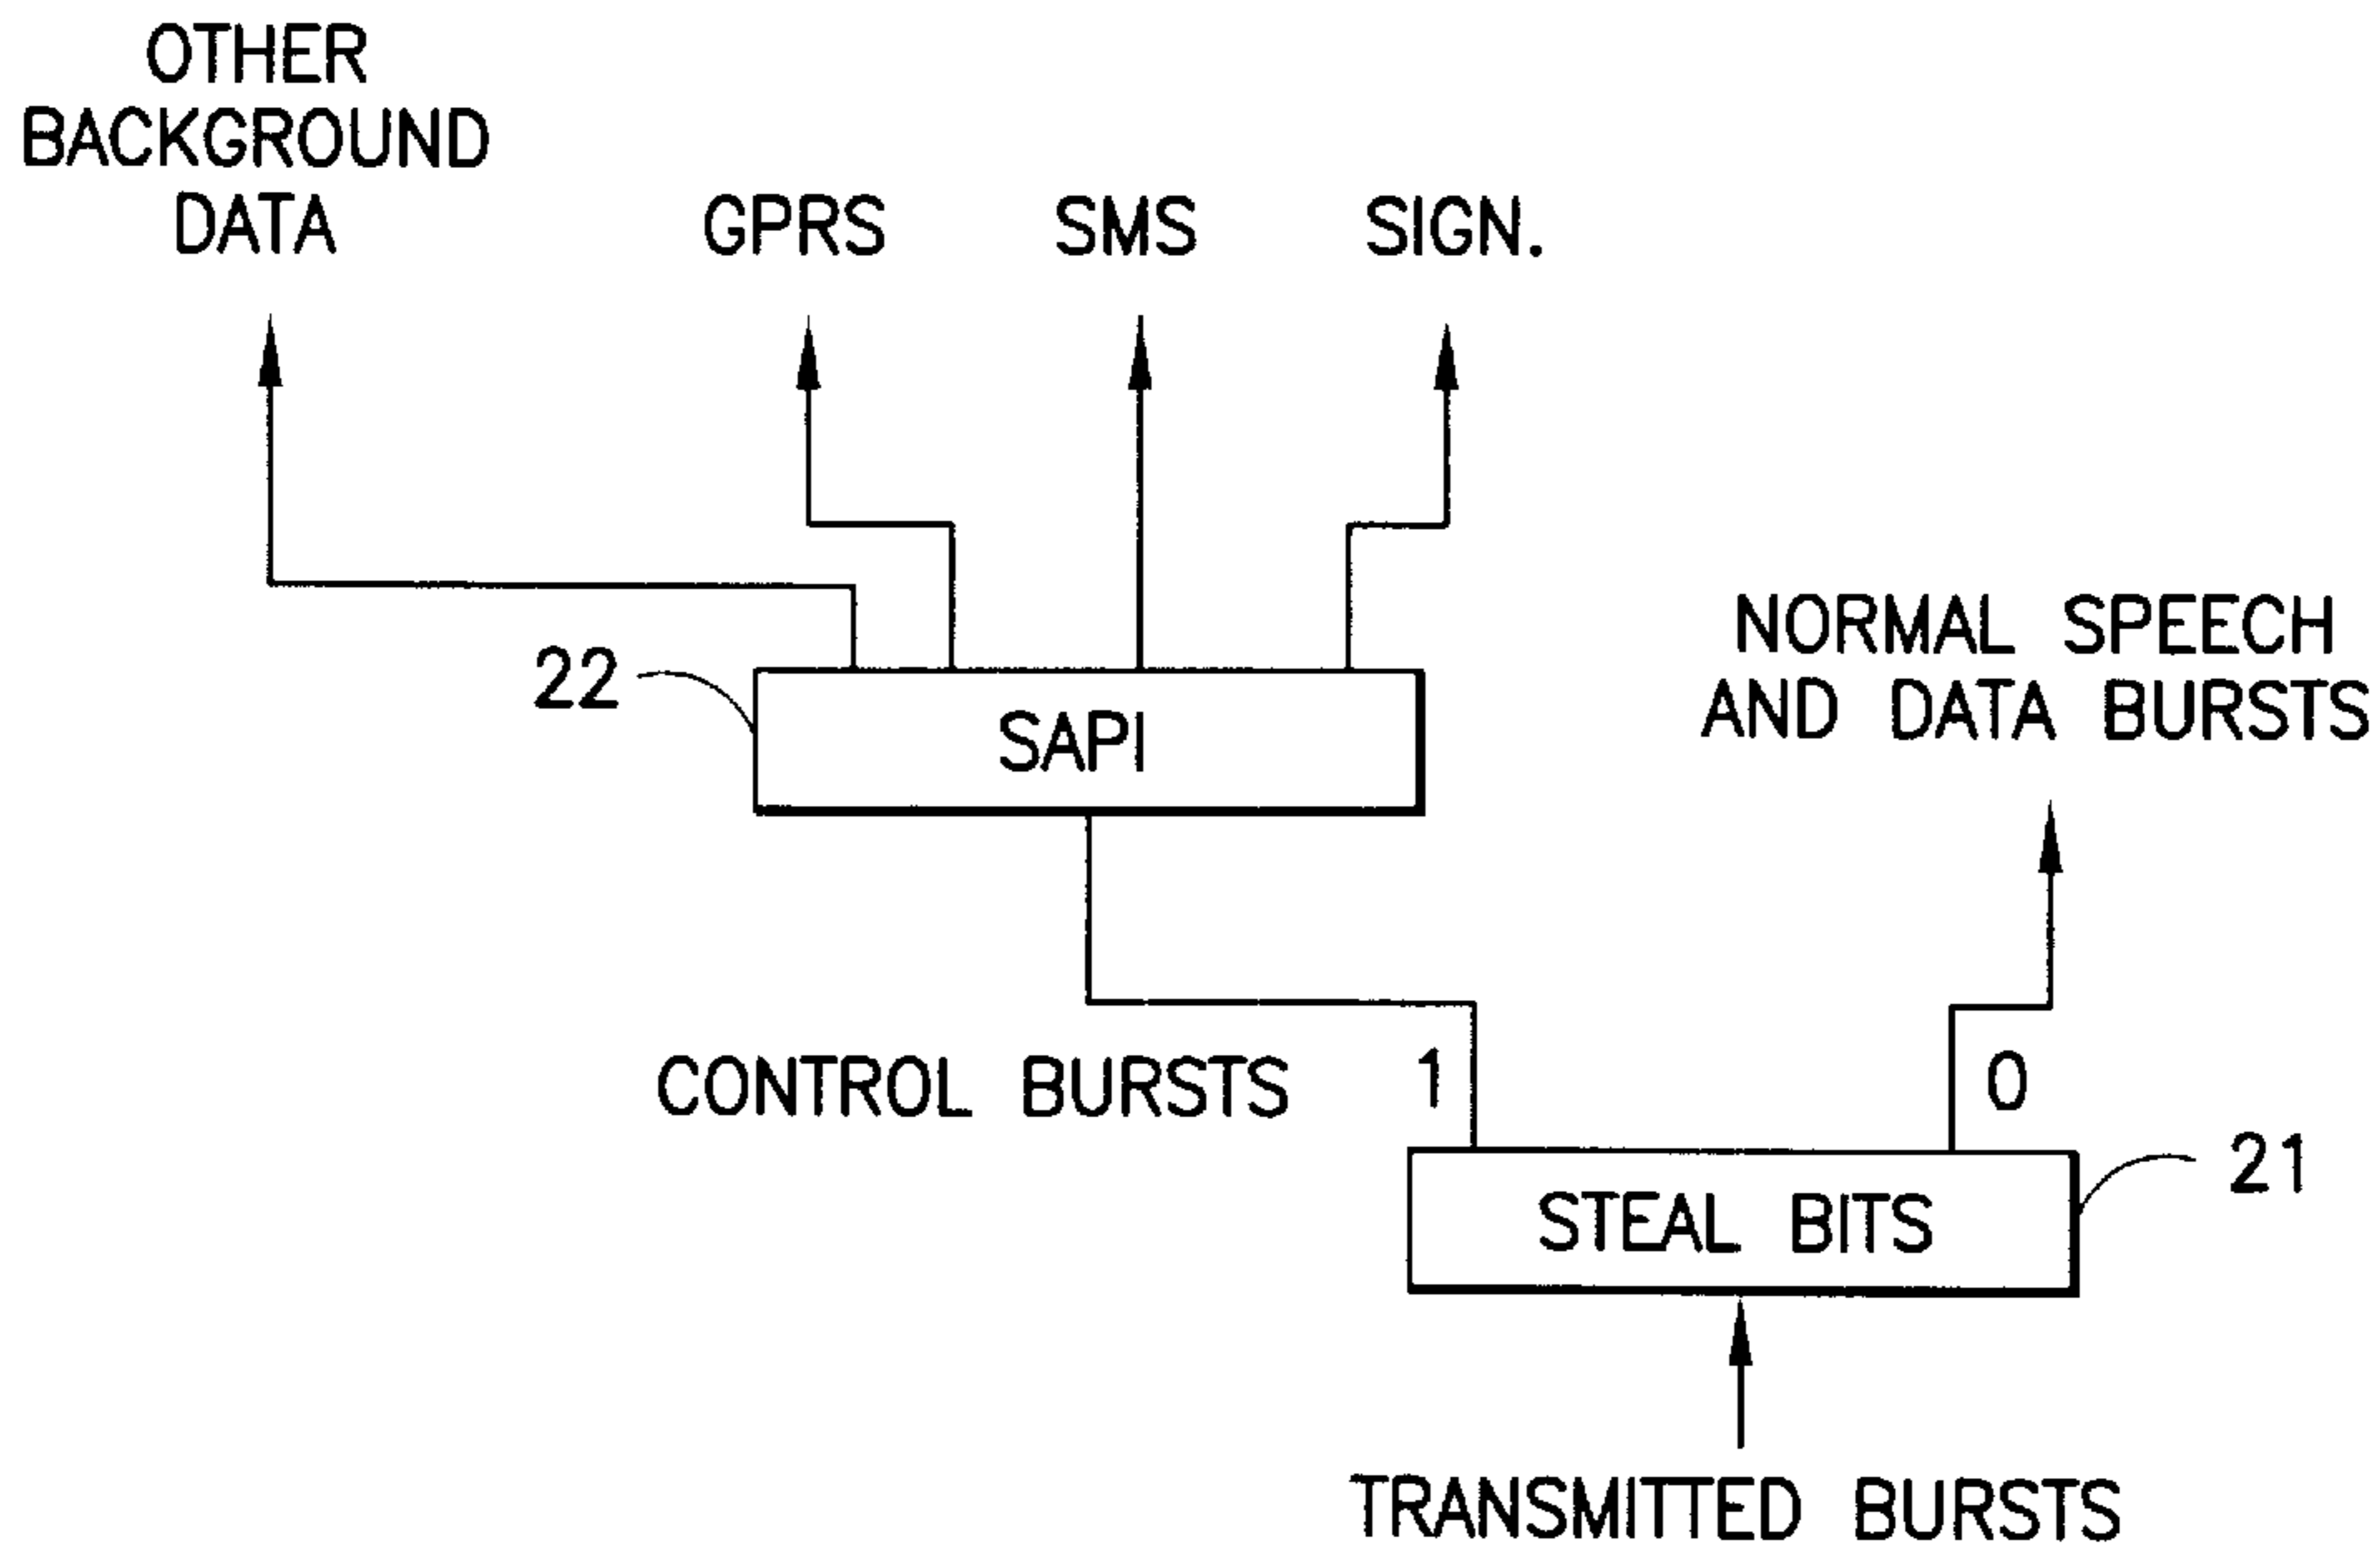 OTHER
BACKGROUND
DATA
GPRS
SMS
SIGN.
NORMAL SPEECH
AND DATA BURSTS
22
SAPI
CONTROL BURSTS
1
0
21
STEAL BITS
TRANSMITTED BURSTS